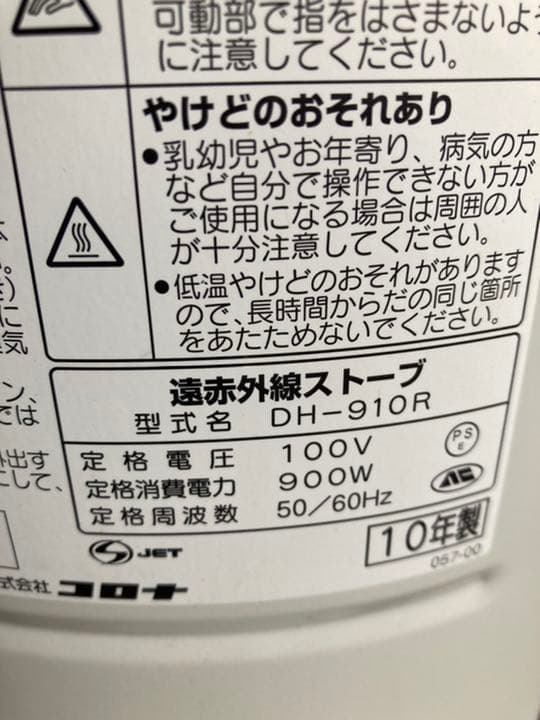 可動部で指をはさまないよう
に注意してください。
やけどのおそれあり
●乳幼児やお年寄り、病気の方
など自分で操作できない方が
ご使用になる場合は周囲の人
が十分注意してください。
●低温やけどのおそれがあります
ので、長時間からだの同じ箇所
をあたためないでください。
遠赤外線ストーブ
型式名 DH-910R
定格電圧 100V
定格消費電力 900W
定格周波数 50/60Hz
PS
E
JET
10年製
057-00
式会社 コロナ